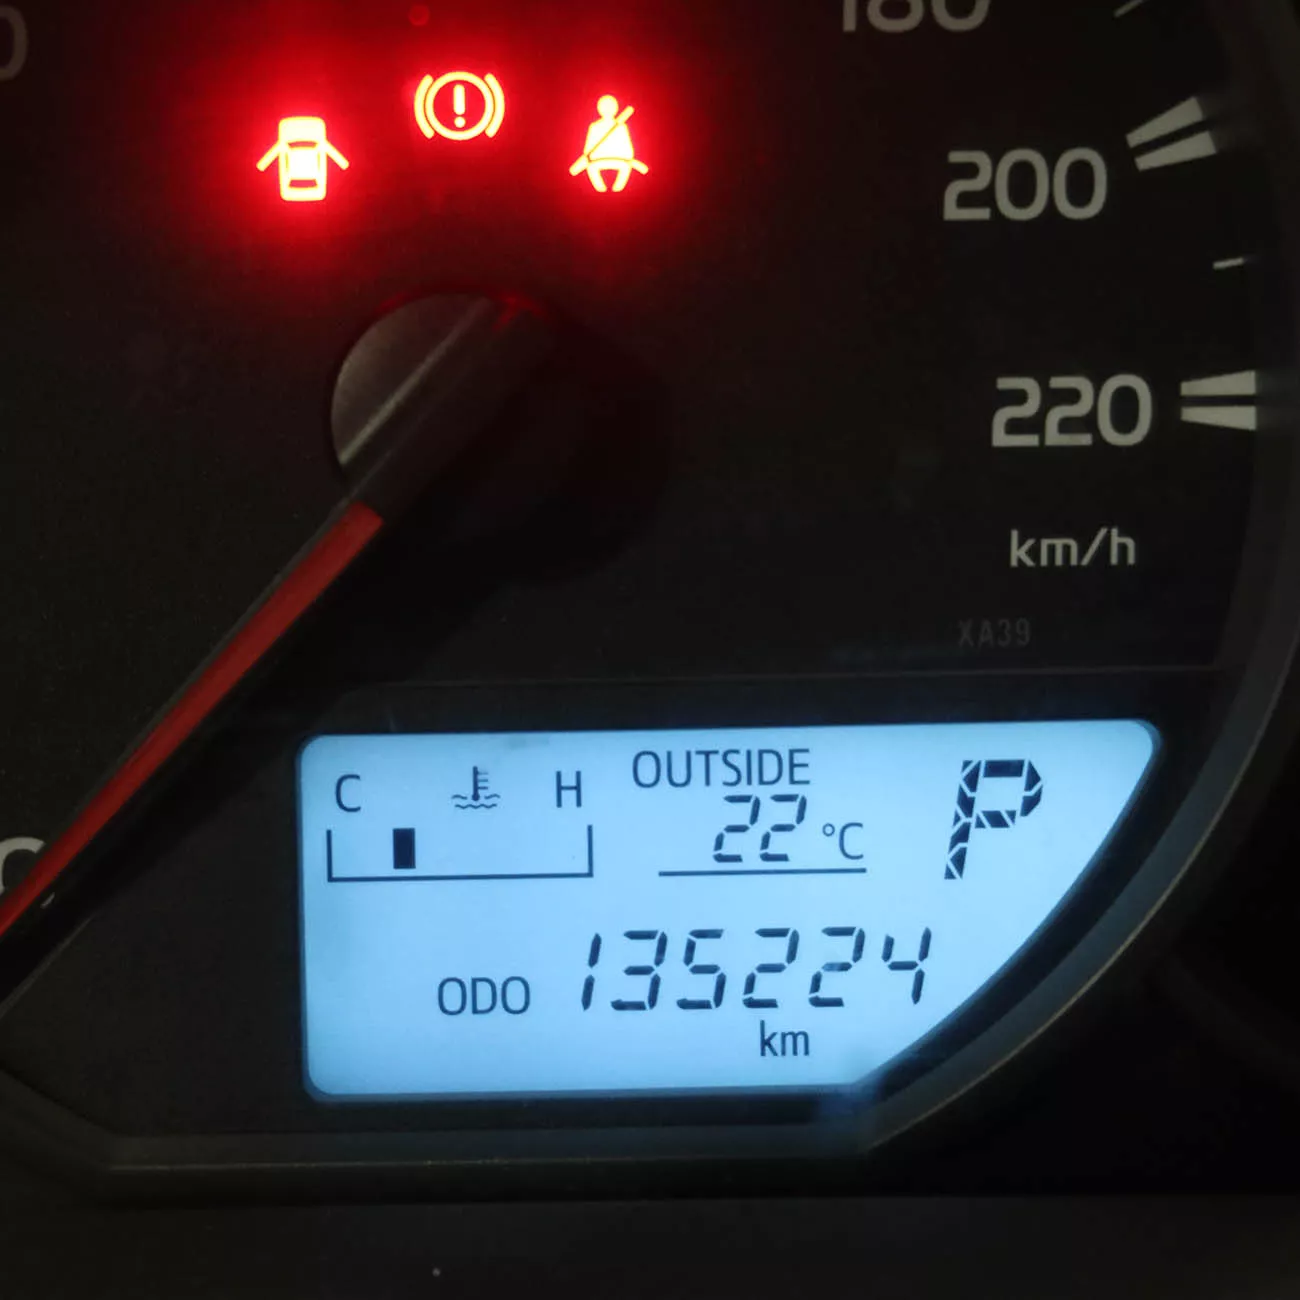 180
200
220
km/h
XA39
C H OUTSIDE
22 °C P
ODO 135224
km